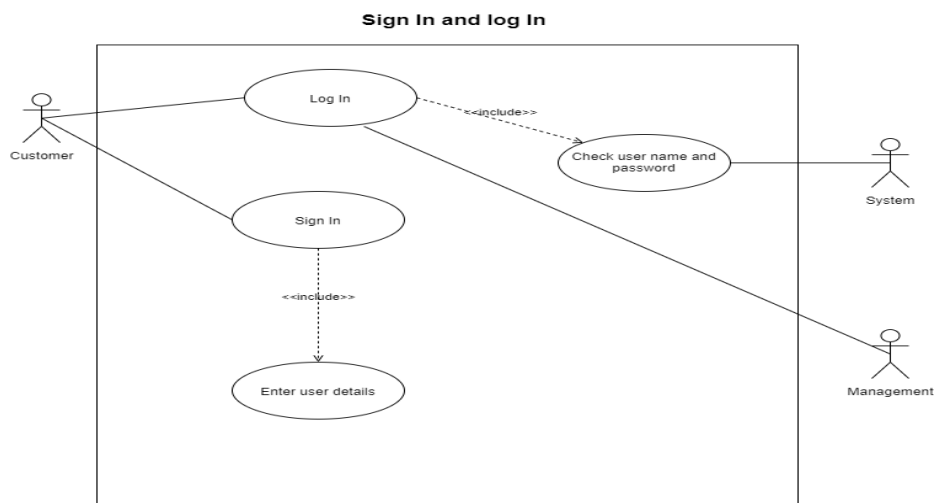 Sign In and log In
Log In
<<include>>
Customer
Check user name and
password
System
Sign In
<<include>>
Enter user details
Management